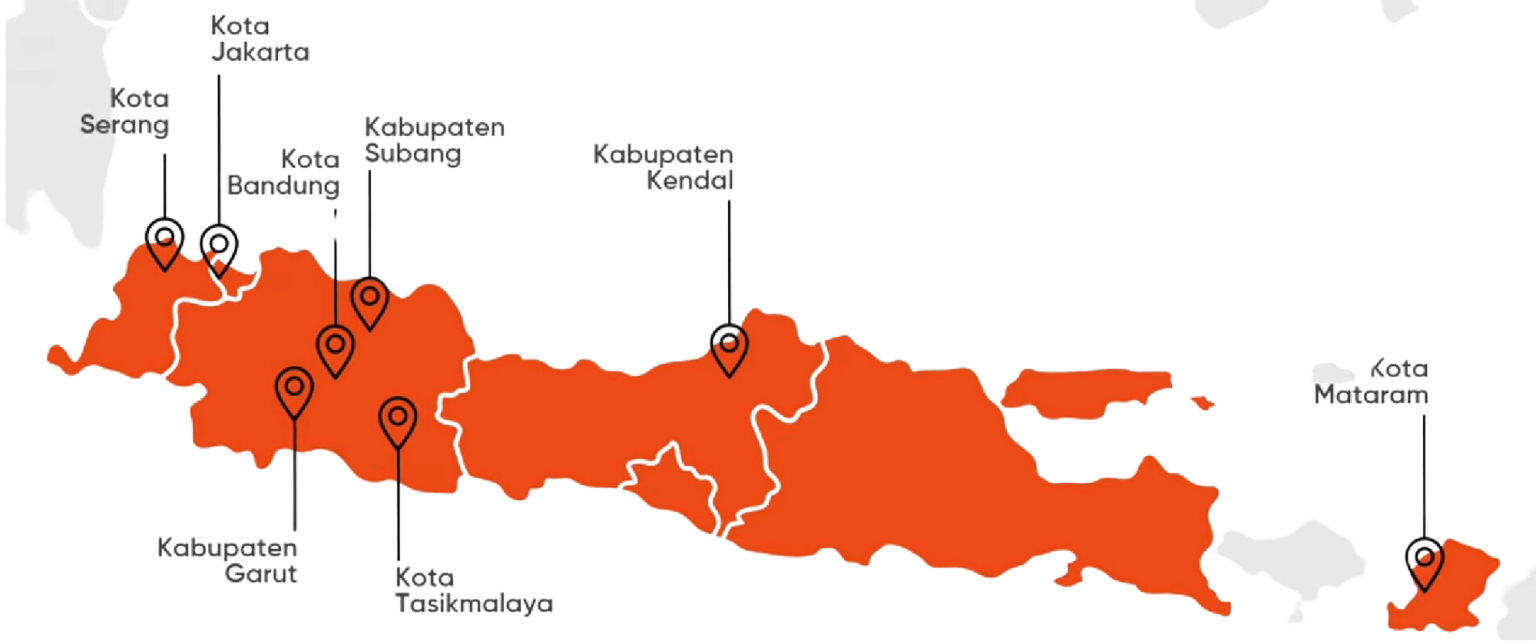 Kota
Jakarta
Kota
Serang
Kota
Bandung
Kabupaten
Subang
Kabupaten
Kendal
Kota
Mataram
Kabupaten
Garut
Kota
Tasikmalaya